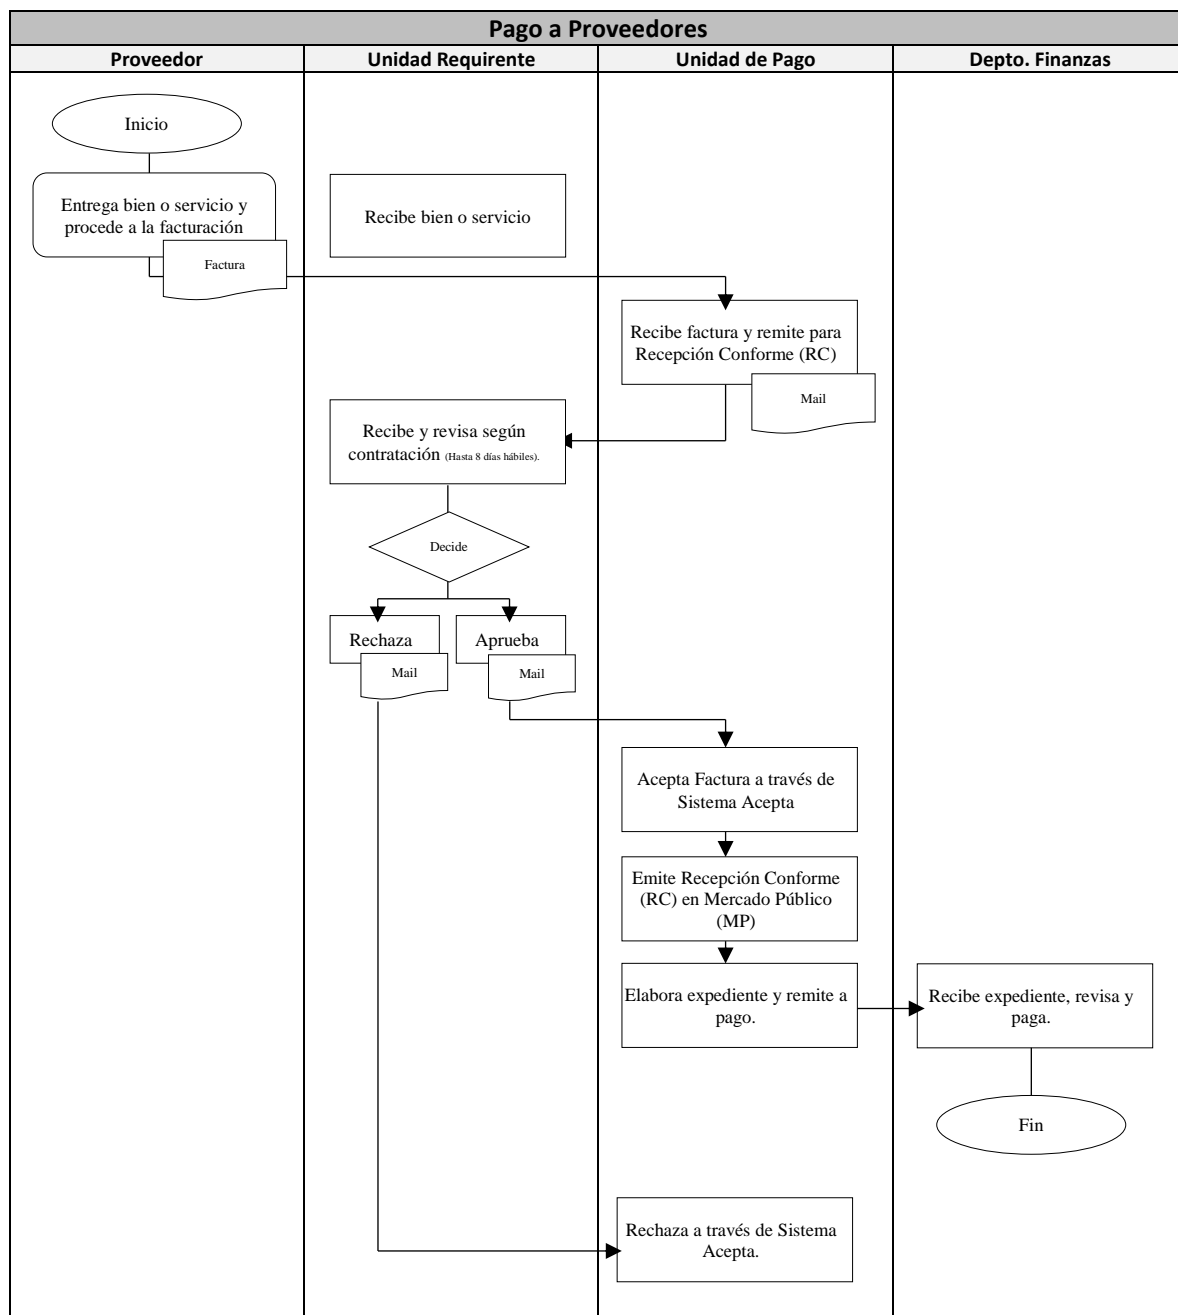 Pago a Proveedores
Proveedor
Unidad Requirente
Unidad de Pago
Depto. Finanzas
Inicio
Entrega bien o servicio y
procede a la facturación
Factura
Recibe bien o servicio
Recibe factura y remite para
Recepción Conforme (RC)
Mail
Recibe y revisa según
contratación (Hasta 8 días hábiles).
Decide
Rechaza
Mail
Aprueba
Mail
Acepta Factura a través de
Sistema Acepta
Emite Recepción Conforme
(RC) en Mercado Público
(MP)
Elabora expediente y remite a
pago.
Recibe expediente, revisa y
paga.
Fin
Rechaza a través de Sistema
Acepta.